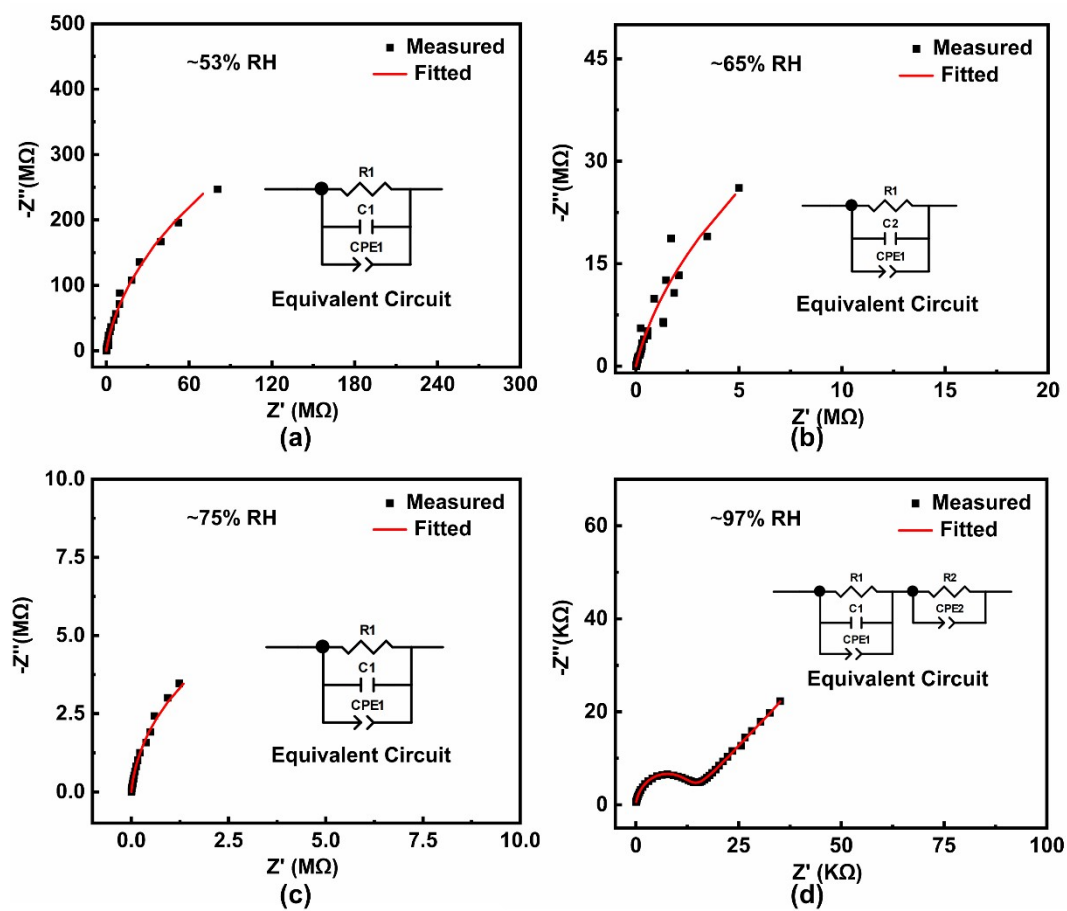 500
400
300
200
100
0
-Z''(MΩ)
~53% RH
Measured
Fitted
R1
C1
CPE1
Equivalent Circuit
0 60 120 180 240 300
Z' (MΩ)
(a)
45
30
15
0
-Z''(MΩ)
~65% RH
Measured
Fitted
R1
C2
CPE1
Equivalent Circuit
0 5 10 15 20
Z' (MΩ)
(b)
10.0
7.5
5.0
2.5
0.0
-Z''(MΩ)
~75% RH
Measured
Fitted
R1
C1
CPE1
Equivalent Circuit
0.0 2.5 5.0 7.5 10.0
Z' (MΩ)
(c)
60
40
20
0
-Z''(KΩ)
~97% RH
Measured
Fitted
R1 R2
C1 CPE2
CPE1
Equivalent Circuit
0 25 50 75 100
Z' (KΩ)
(d)